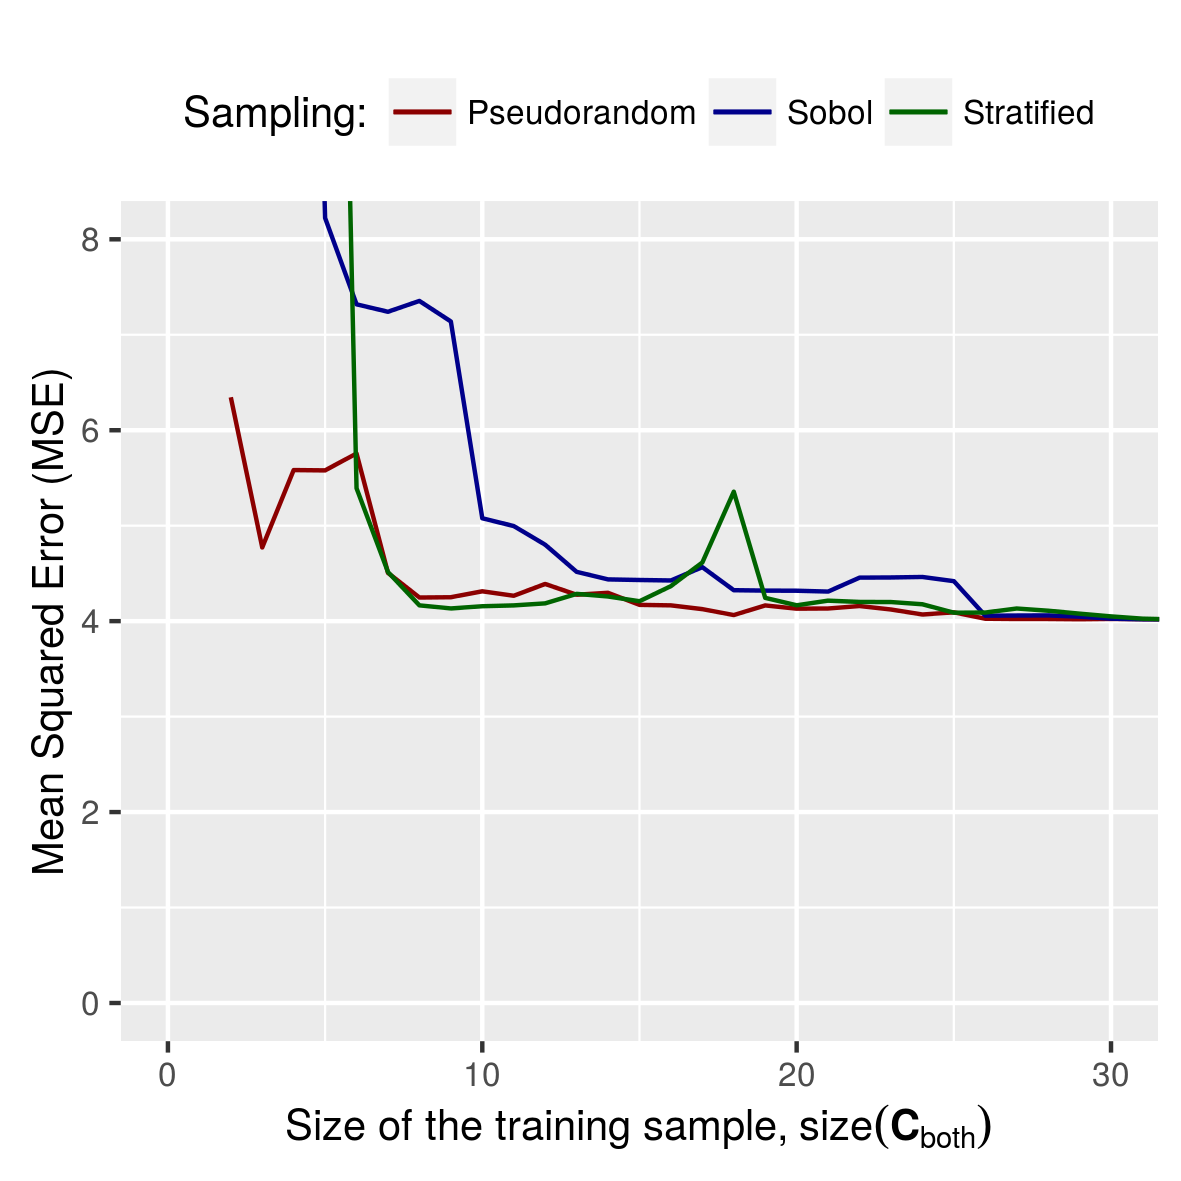 Sampling: Pseudorandom Sobol Stratified
8
6
4
2
0
Mean Squared Error (MSE)
0 10 20 30
Size of the training sample, size(C_both)